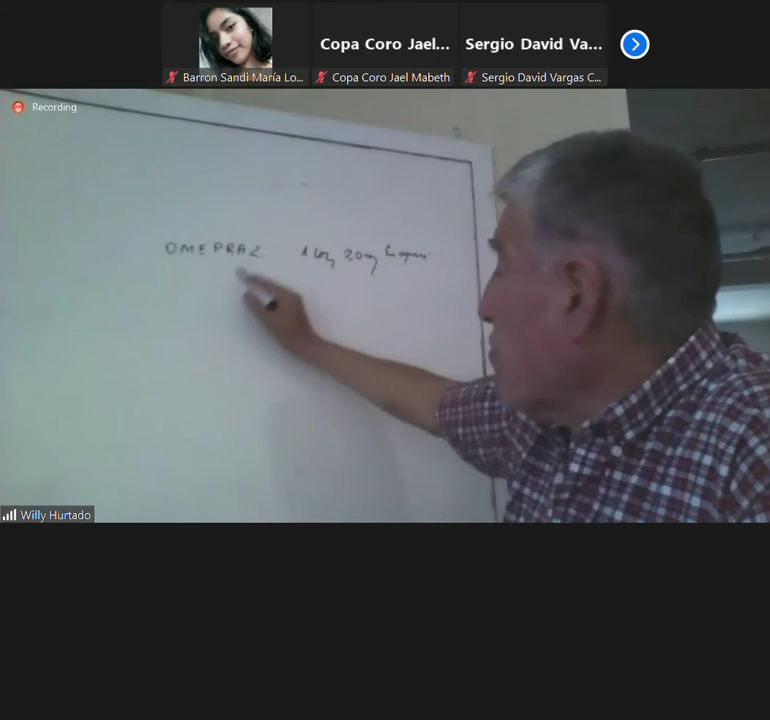 Copa Coro Jael...
Sergio David Va...
Barron Sandi María Lo...
Copa Coro Jael Mabeth
Sergio David Vargas C...
Recording
OMEPRAZ. 20mg
Willy Hurtado